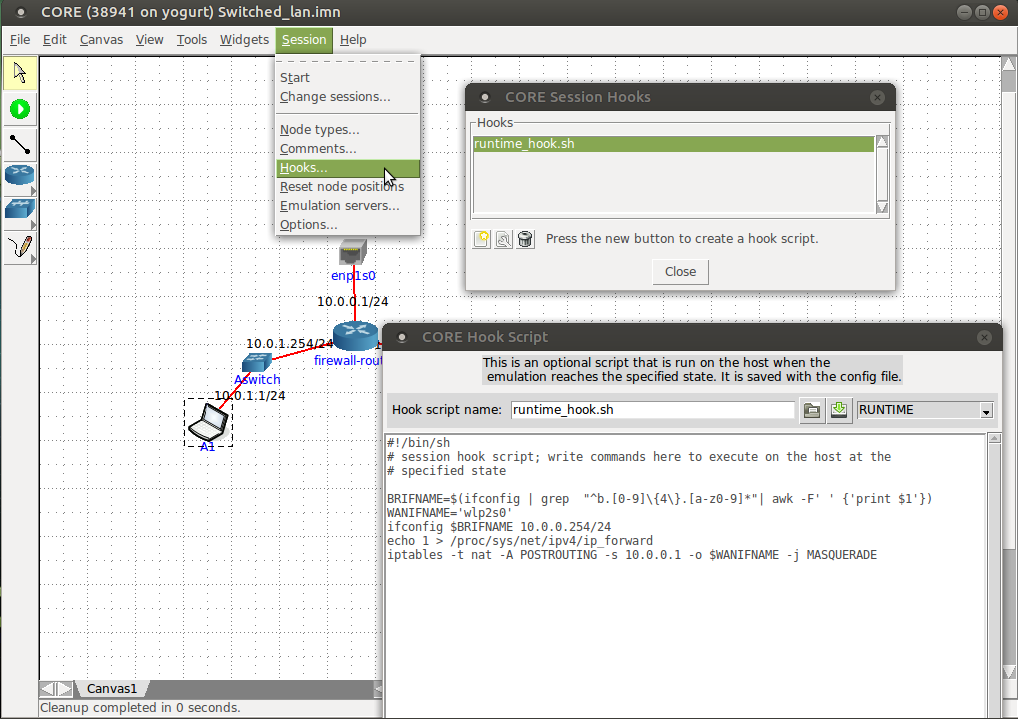 CORE (38941 on yogurt) Switched_lan.imn
File Edit Canvas View Tools Widgets Session Help
Start
Change sessions...
Node types...
Comments...
Hooks...
Reset node positions
Emulation servers...
Options...
CORE Session Hooks
Hooks
runtime_hook.sh
Press the new button to create a hook script.
Close
enp1s0
10.0.0.1/24
10.0.1.254/24
firewall-rout
Aswitch
10.0.1.1/24
A1
CORE Hook Script
This is an optional script that is run on the host when the
emulation reaches the specified state. It is saved with the config file.
Hook script name: runtime_hook.sh RUNTIME
#!/bin/sh
# session hook script; write commands here to execute on the host at the
# specified state
BRIFNAME=$(ifconfig | grep  "^b.[0-9]\{4\}.[a-z0-9]*"| awk -F' ' {'print $1'})
WANIFNAME='wlp2s0'
ifconfig $BRIFNAME 10.0.0.254/24
echo 1 > /proc/sys/net/ipv4/ip_forward
iptables -t nat -A POSTROUTING -s 10.0.0.1 -o $WANIFNAME -j MASQUERADE
Canvas1
Cleanup completed in 0 seconds.